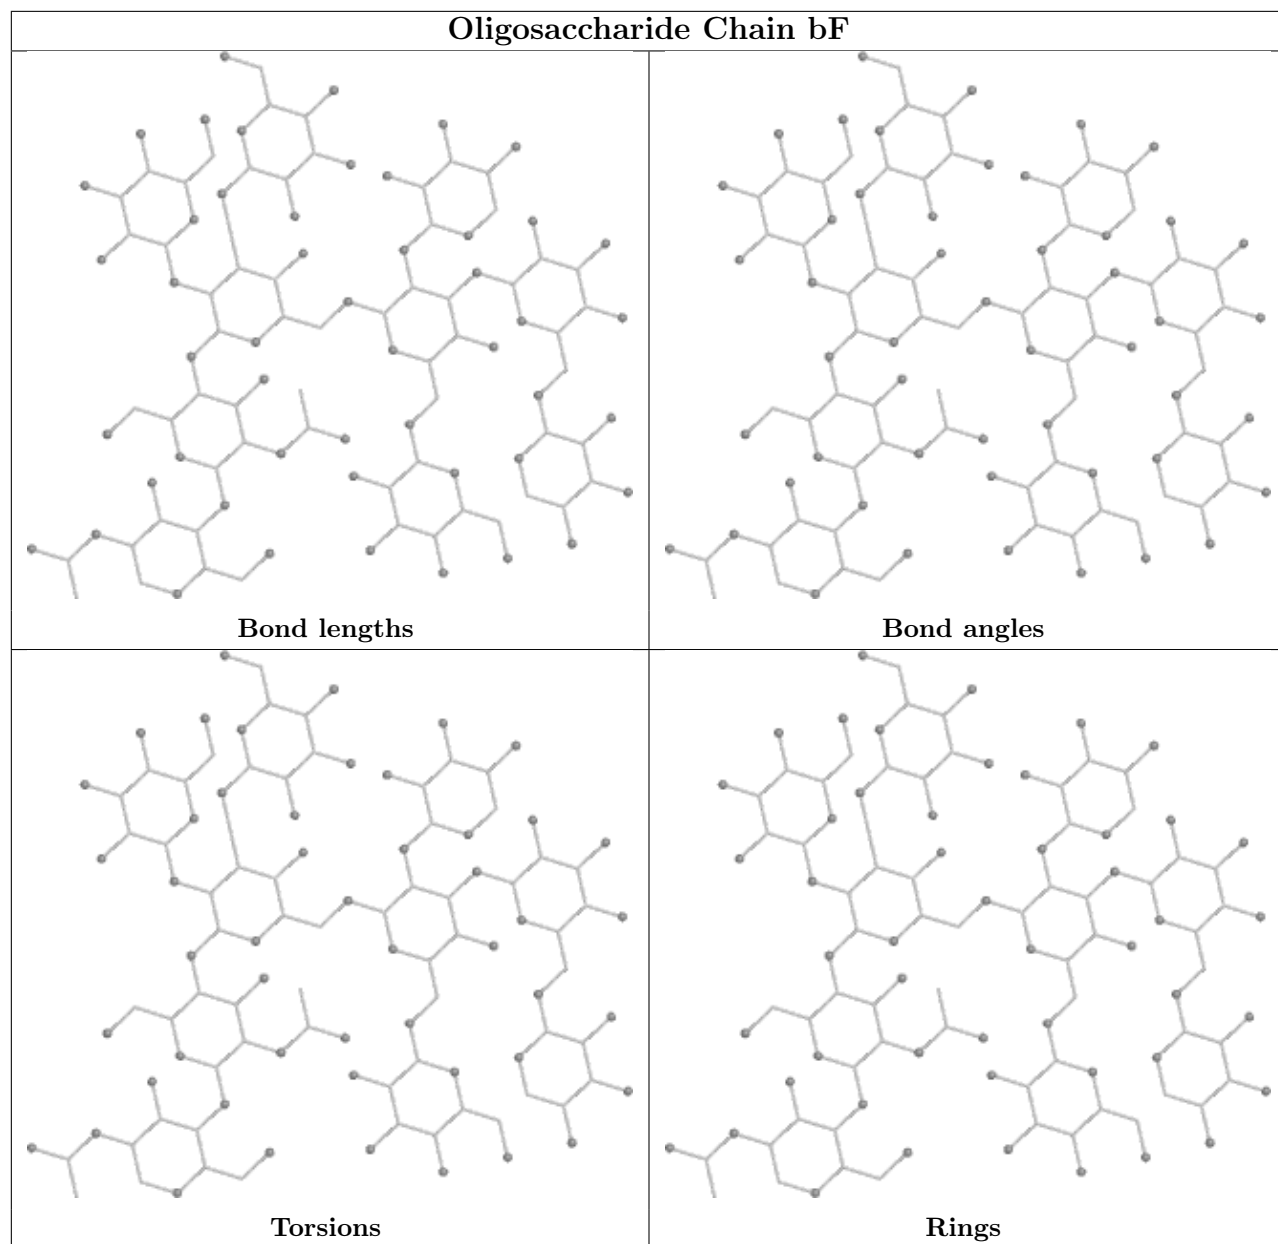 Oligosaccharide Chain bF
Bond lengths
Bond angles
Torsions
Rings